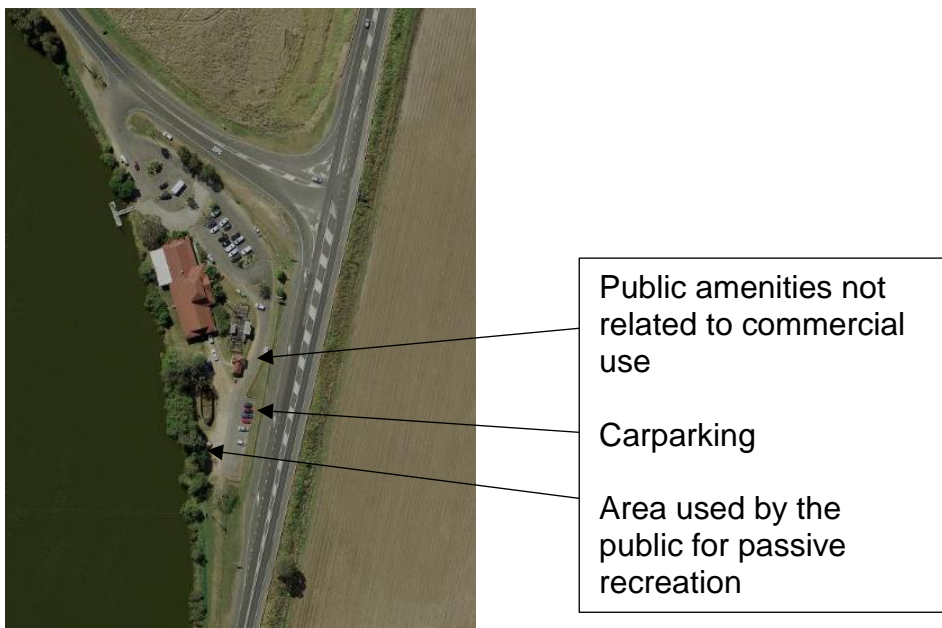 Public amenities not
related to commercial
use
Carparking
Area used by the
public for passive
recreation